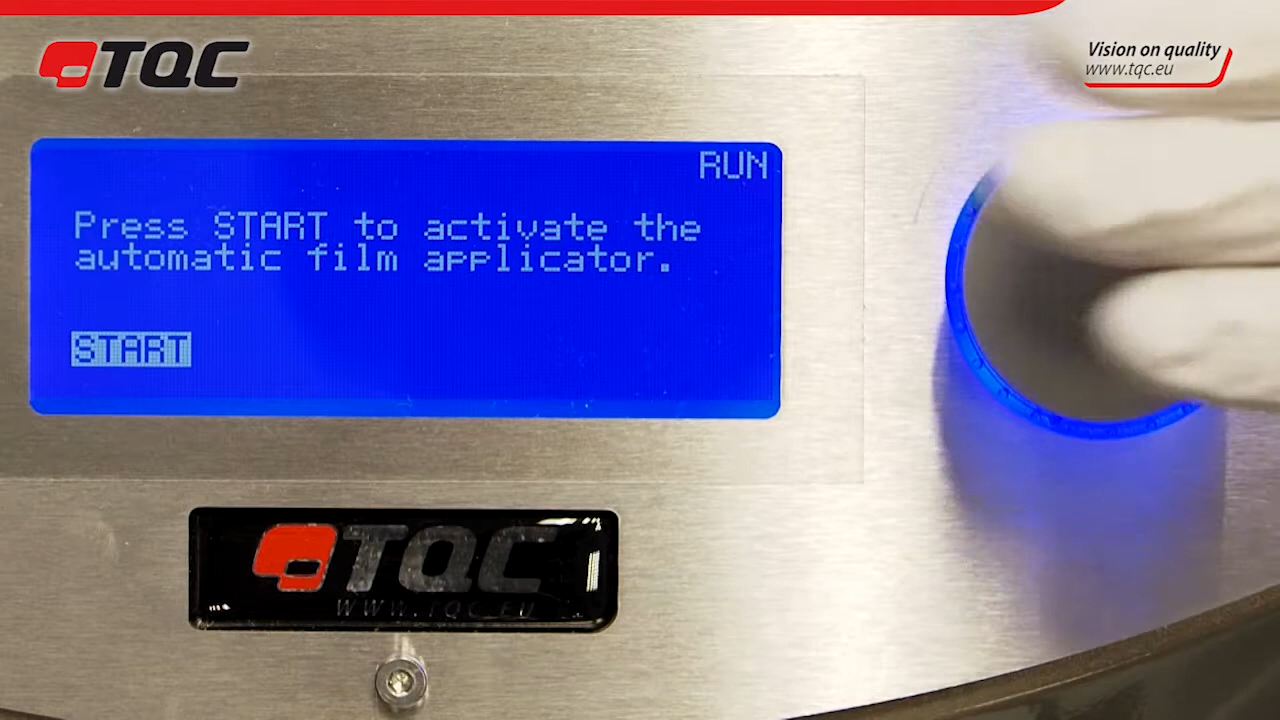 TQC
Vision on quality
www.tqc.eu
RUN
Press START to activate the
automatic film applicator.
START
TQC
WWW.TQC.EU